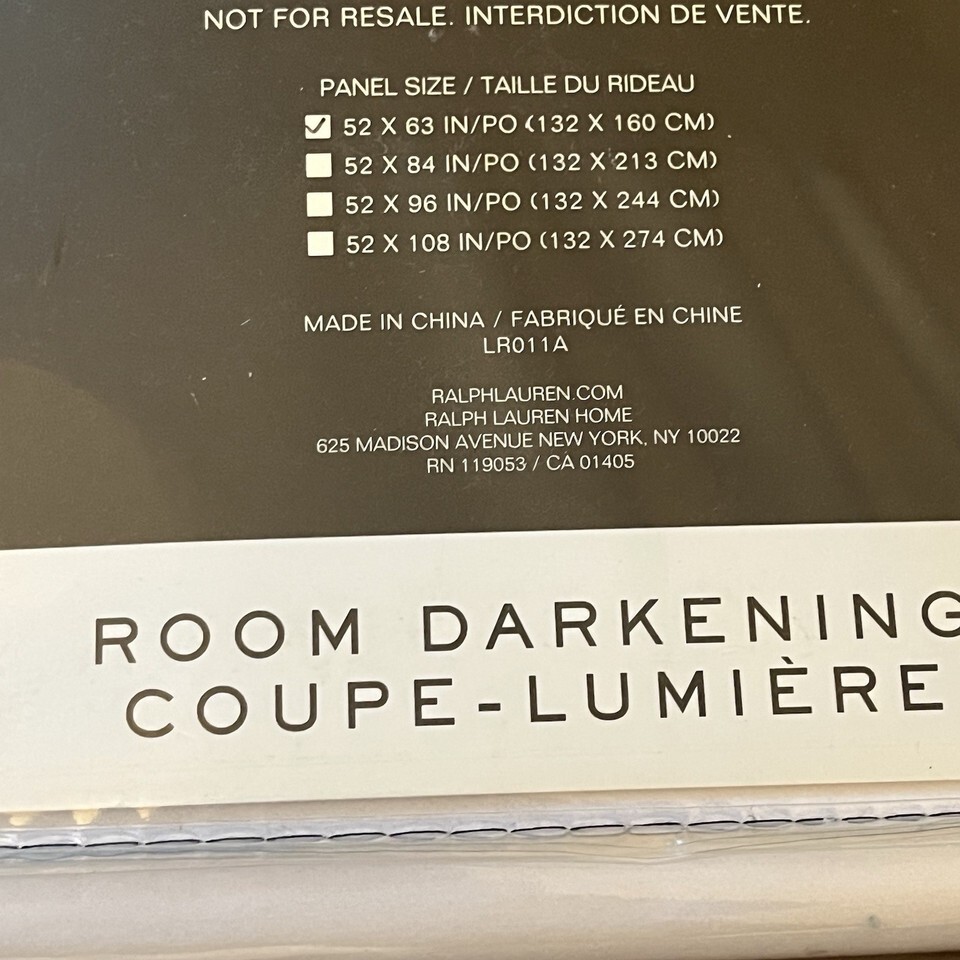 NOT FOR RESALE. INTERDICTION DE VENTE.
PANEL SIZE / TAILLE DU RIDEAU
52 X 63 IN/PO (132 X 160 CM)
52 X 84 IN/PO (132 X 213 CM)
52 X 96 IN/PO (132 X 244 CM)
52 X 108 IN/PO (132 X 274 CM)
MADE IN CHINA / FABRIQUÉ EN CHINE
LR011A
RALPHLAUREN.COM
RALPH LAUREN HOME
625 MADISON AVENUE NEW YORK, NY 10022
RN 119053 / CA 01405
ROOM DARKENING
COUPE-LUMIÈRE